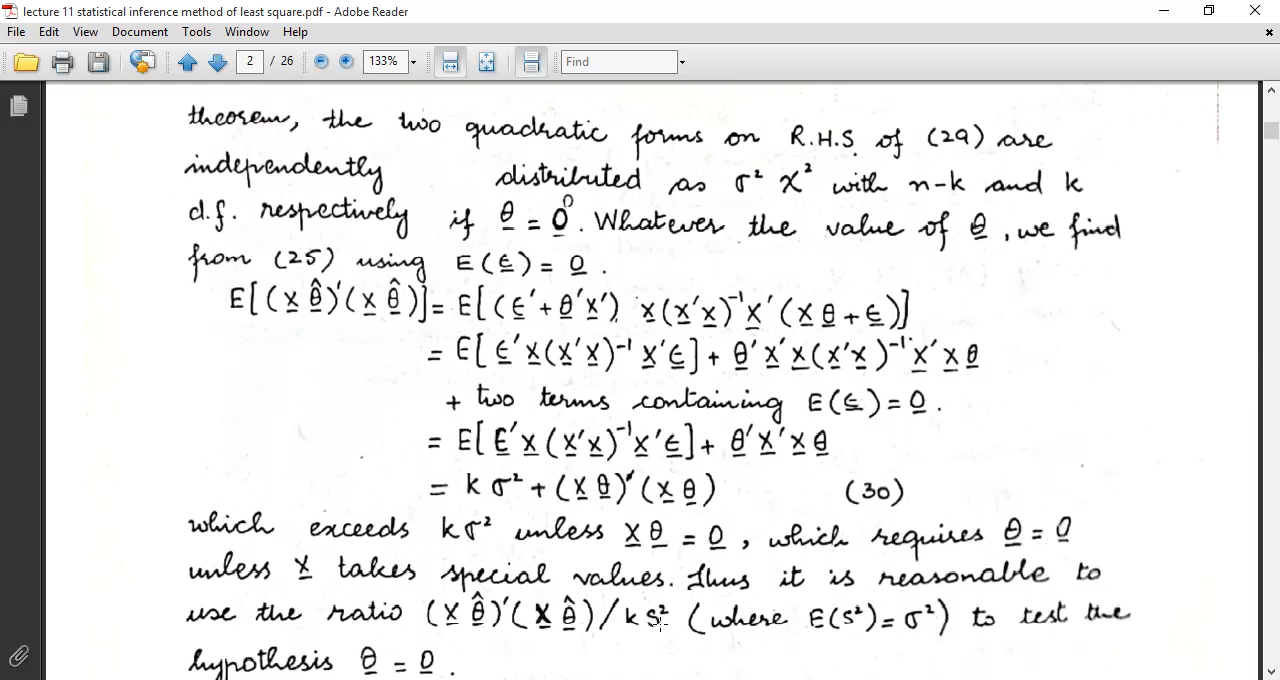 lecture 11 statistical inference method of least square.pdf - Adobe Reader
File Edit View Document Tools Window Help
2 / 26 133% Find
theorem, the two quadratic forms on R.H.S. of (29) are
independently distributed as σ² χ² with n-k and k
d.f. respectively if θ = 0. Whatever the value of θ, we find
from (25) using E(ε) = 0.
E[(X θ̂)'(X θ̂)] = E[(ε' + θ'X') X(X'X)⁻¹X'(Xθ + ε)]
= E[ε'X(X'X)⁻¹X'ε] + θ'X'X(X'X)⁻¹X'Xθ
+ two terms containing E(ε) = 0.
= E[ε'X(X'X)⁻¹X'ε] + θ'X'Xθ
= kσ² + (Xθ)'(Xθ) (30)
which exceeds kσ² unless Xθ = 0, which requires θ = 0
unless X takes special values. Thus it is reasonable to
use the ratio (X θ̂)'(X θ̂)/kS² (where E(S²) = σ²) to test the
hypothesis θ = 0.